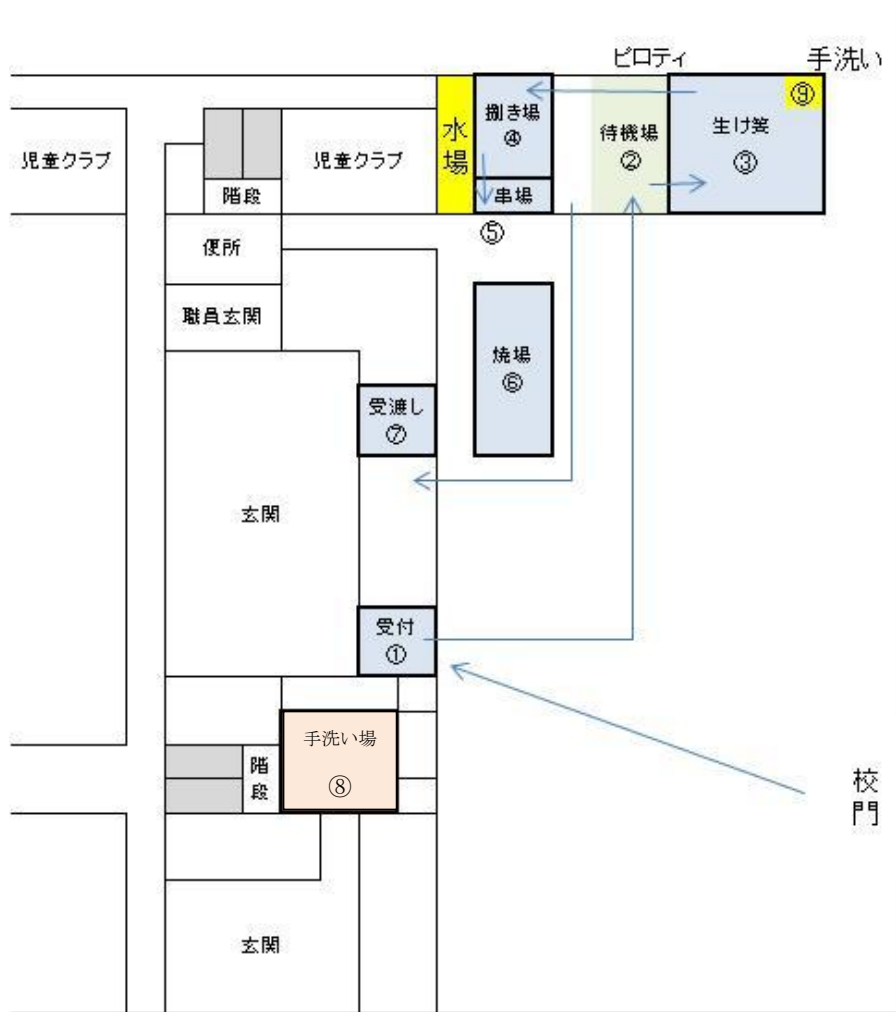 ピロティ
手洗い
⑨
児童クラブ
階段
児童クラブ
水場
捌き場
④
串場
⑤
待機場
②
生け簀
③
便所
職員玄関
焼場
⑥
受渡し
⑦
玄関
受付
①
手洗い場
⑧
階段
校門
玄関